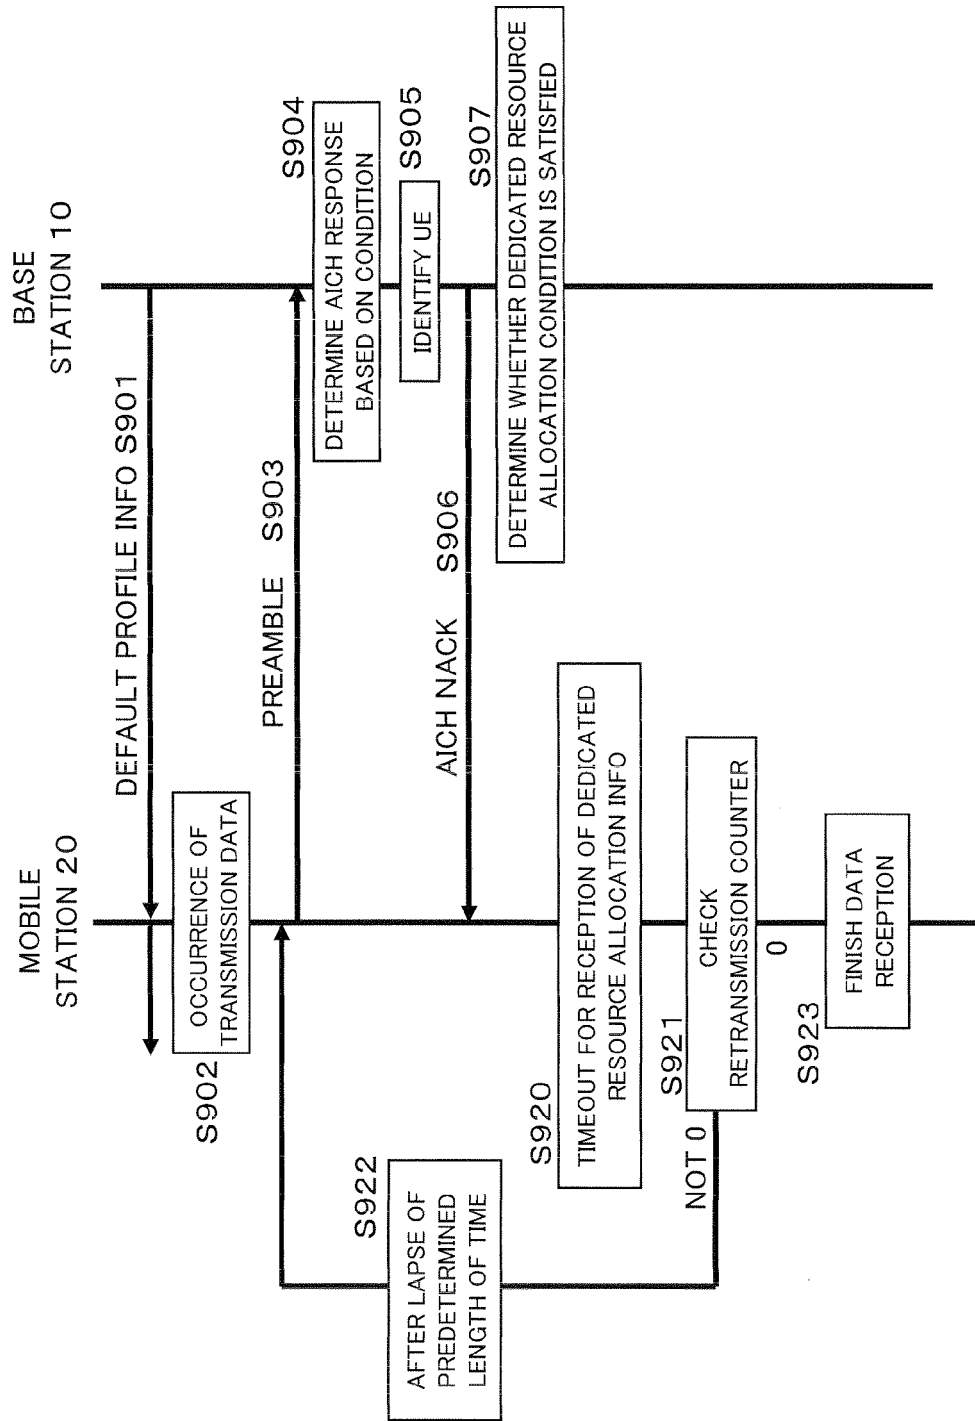 MOBILE
STATION 20
BASE
STATION 10
DEFAULT PROFILE INFO S901
S902
OCCURRENCE OF
TRANSMISSION DATA
PREAMBLE S903
S904
DETERMINE AICH RESPONSE
BASED ON CONDITION
S905
IDENTIFY UE
AICH NACK S906
S907
DETERMINE WHETHER DEDICATED RESOURCE
ALLOCATION CONDITION IS SATISFIED
S922
AFTER LAPSE OF
PREDETERMINED
LENGTH OF TIME
S920
TIMEOUT FOR RECEPTION OF DEDICATED
RESOURCE ALLOCATION INFO
S921
CHECK
RETRANSMISSION COUNTER
NOT 0
0
S923
FINISH DATA
RECEPTION